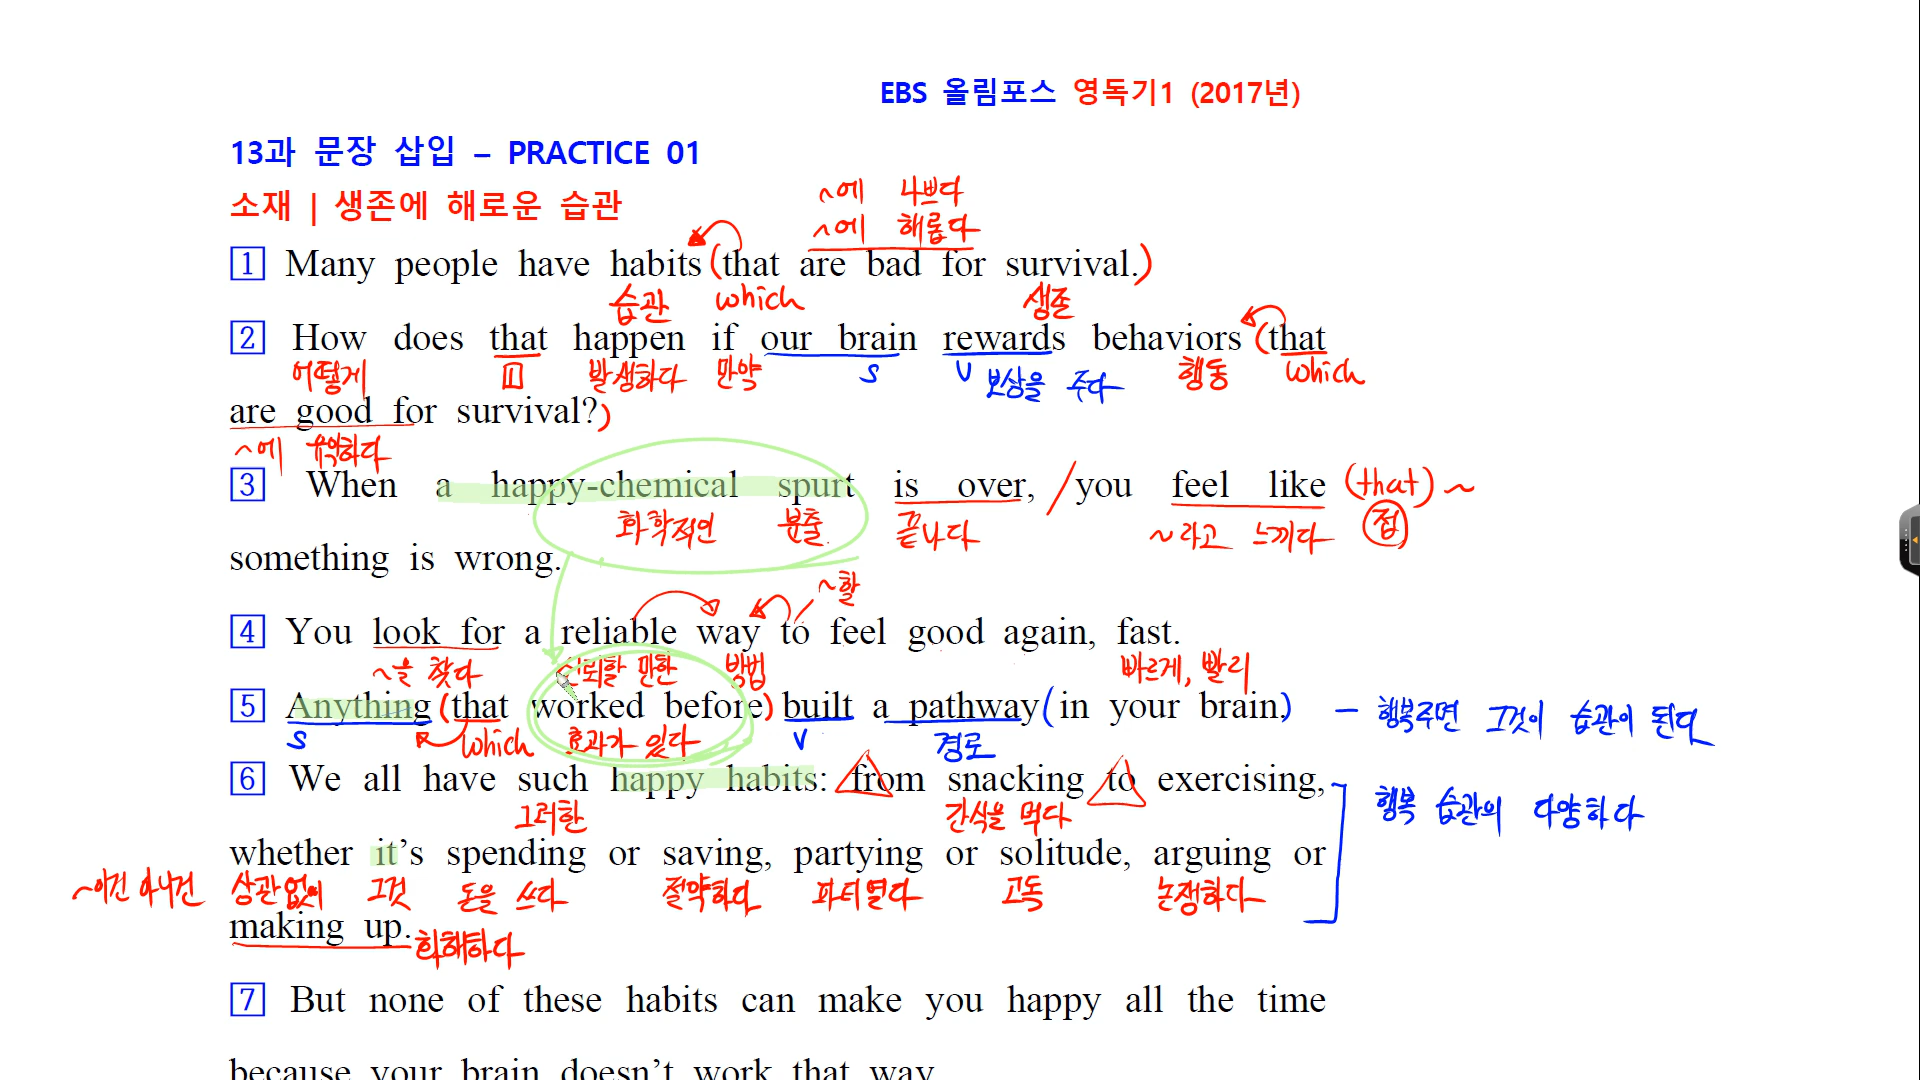 EBS 올림포스 영독기1 (2017년)
13과 문장 삽입 – PRACTICE 01
소재 | 생존에 해로운 습관
~에 나쁘다
~에 해롭다
1 Many people have habits (that are bad for survival.)
습관 which 생존
2 How does that happen if our brain rewards behaviors (that
어떻게 1 발생하다 만약 S V 보상을 주다 행동 which
are good for survival?)
~에 유익하다
3 When a happy-chemical spurt is over, / you feel like (that) ~
화학적인 분출 끝나다 ~라고 느끼다 접
something is wrong.
~할
4 You look for a reliable way to feel good again, fast.
~을 찾다 신뢰할 만한 방법 빠르게, 빨리
5 Anything (that worked before) built a pathway (in your brain.) – 행복주면 그것이 습관이 된다
S which 효과가 있다 V 경로
6 We all have such happy habits: from snacking to exercising,
그러한 간식을 먹다 행복 습관의 다양하다
whether it’s spending or saving, partying or solitude, arguing or
~이건 아니건 상관없이 그것 돈을 쓰다 절약하다 파티열다 고독 논쟁하다
making up.
화해하다
7 But none of these habits can make you happy all the time
because your brain doesn’t work that way.